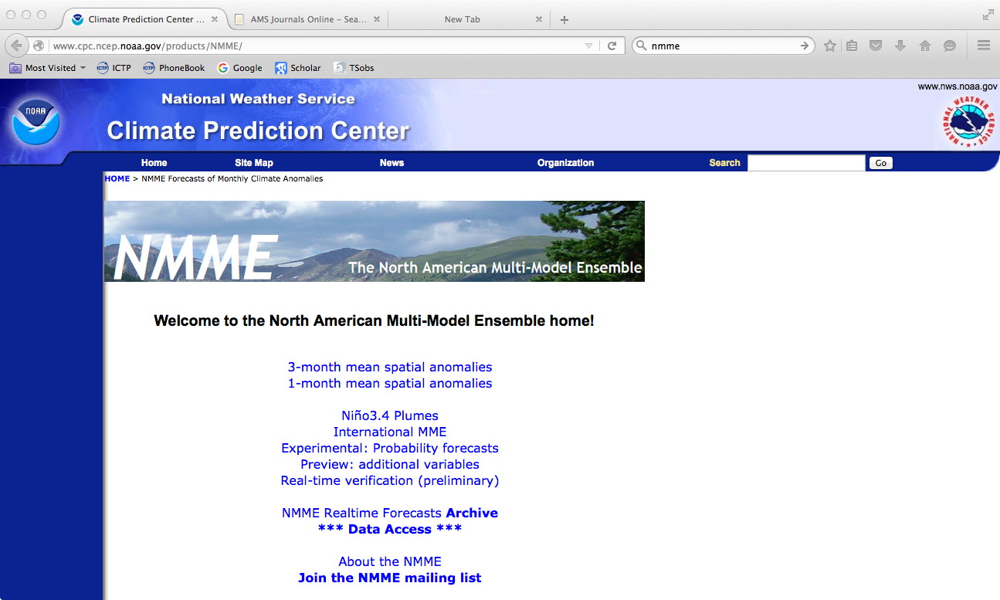 Climate Prediction Center ...
AMS Journals Online – Sea...
New Tab
www.cpc.ncep.noaa.gov/products/NMME/
nmme
Most Visited
ICTP
PhoneBook
Google
Scholar
TSobs
www.nws.noaa.gov
National Weather Service
NOAA
Climate Prediction Center
NATIONAL WEATHER SERVICE
Home Site Map News Organization Search Go
HOME > NMME Forecasts of Monthly Climate Anomalies
NMME
The North American Multi-Model Ensemble
Welcome to the North American Multi-Model Ensemble home!
3-month mean spatial anomalies
1-month mean spatial anomalies
Niño3.4 Plumes
International MME
Experimental: Probability forecasts
Preview: additional variables
Real-time verification (preliminary)
NMME Realtime Forecasts Archive
*** Data Access ***
About the NMME
Join the NMME mailing list